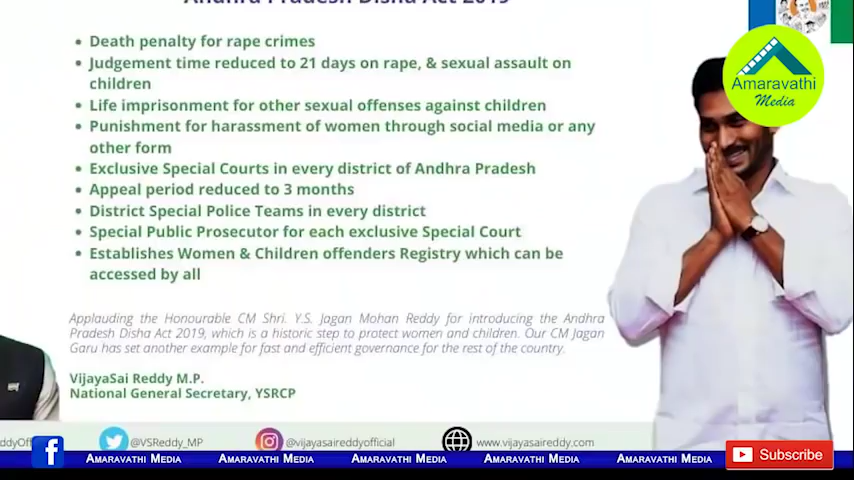 Andhra Pradesh Disha Act 2019
Death penalty for rape crimes
Judgement time reduced to 21 days on rape, & sexual assault on
children
Life imprisonment for other sexual offenses against children
Punishment for harassment of women through social media or any
other form
Exclusive Special Courts in every district of Andhra Pradesh
Appeal period reduced to 3 months
District Special Police Teams in every district
Special Public Prosecutor for each exclusive Special Court
Establishes Women & Children offenders Registry which can be
accessed by all
Applauding the Honourable CM Shri. Y.S. Jagan Mohan Reddy for introducing the Andhra
Pradesh Disha Act 2019, which is a historic step to protect women and children. Our CM Jagan
Garu has set another example for fast and efficient governance for the rest of the country.
VijayaSai Reddy M.P.
National General Secretary, YSRCP
Amaravathi
Media
@VSReddy_MP
@vijayasaireddyofficial
www.vijayasaireddy.com
AMARAVATHI MEDIA
AMARAVATHI MEDIA
AMARAVATHI MEDIA
AMARAVATHI MEDIA
AMARAVATHI MEDIA
Subscribe